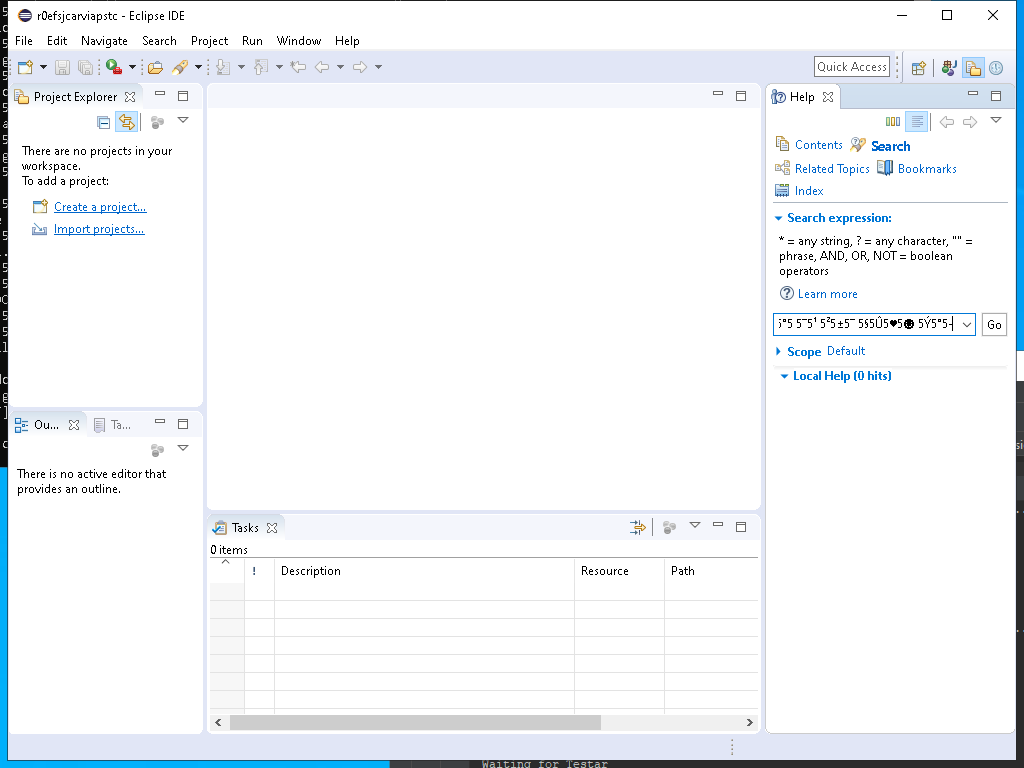 r0efsjcarviapstc - Eclipse IDE
File Edit Navigate Search Project Run Window Help
Quick Access
Project Explorer
There are no projects in your
workspace.
To add a project:
Create a project...
Import projects...
Ou... Ta...
There is no active editor that
provides an outline.
Tasks
0 items
! Description Resource Path
Help
Contents Search
Related Topics Bookmarks
Index
Search expression:
* = any string, ? = any character, "" =
phrase, AND, OR, NOT = boolean
operators
Learn more
Go
Scope Default
Local Help (0 hits)
Waiting for Testar